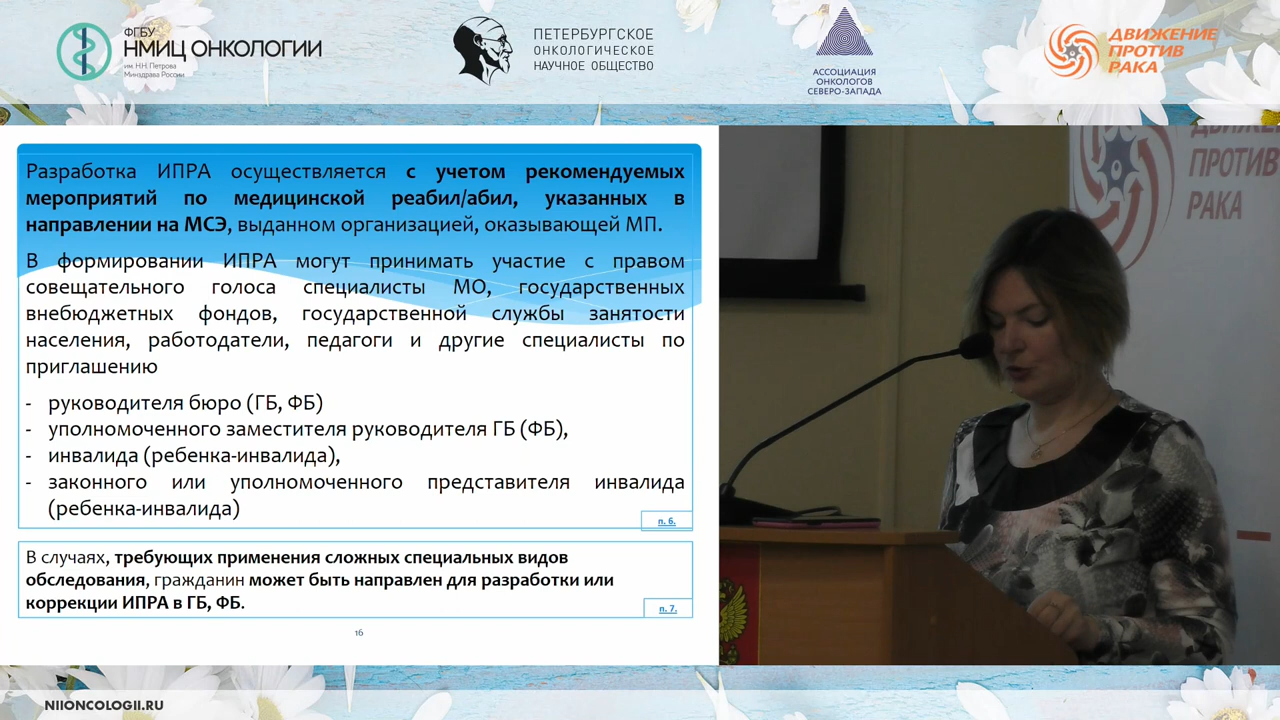 ФГБУ
НМИЦ ОНКОЛОГИИ
им. Н.Н. Петрова
Минздрава России
ПЕТЕРБУРГСКОЕ
ОНКОЛОГИЧЕСКОЕ
НАУЧНОЕ ОБЩЕСТВО
АССОЦИАЦИЯ
ОНКОЛОГОВ
СЕВЕРО-ЗАПАДА
ДВИЖЕНИЕ
ПРОТИВ
РАКА
Разработка ИПРА осуществляется с учетом рекомендуемых
мероприятий по медицинской реабил/абил, указанных в
направлении на МСЭ, выданном организацией, оказывающей МП.
В формировании ИПРА могут принимать участие с правом
совещательного голоса специалисты МО, государственных
внебюджетных фондов, государственной службы занятости
населения, работодатели, педагоги и другие специалисты по
приглашению
- руководителя бюро (ГБ, ФБ)
- уполномоченного заместителя руководителя ГБ (ФБ),
- инвалида (ребенка-инвалида),
- законного или уполномоченного представителя инвалида
(ребенка-инвалида)
п. 6.
В случаях, требующих применения сложных специальных видов
обследования, гражданин может быть направлен для разработки или
коррекции ИПРА в ГБ, ФБ.
п. 7.
16
ДВИЖЕН
ПРОТИВ
РАКА
NIIONCOLOGII.RU